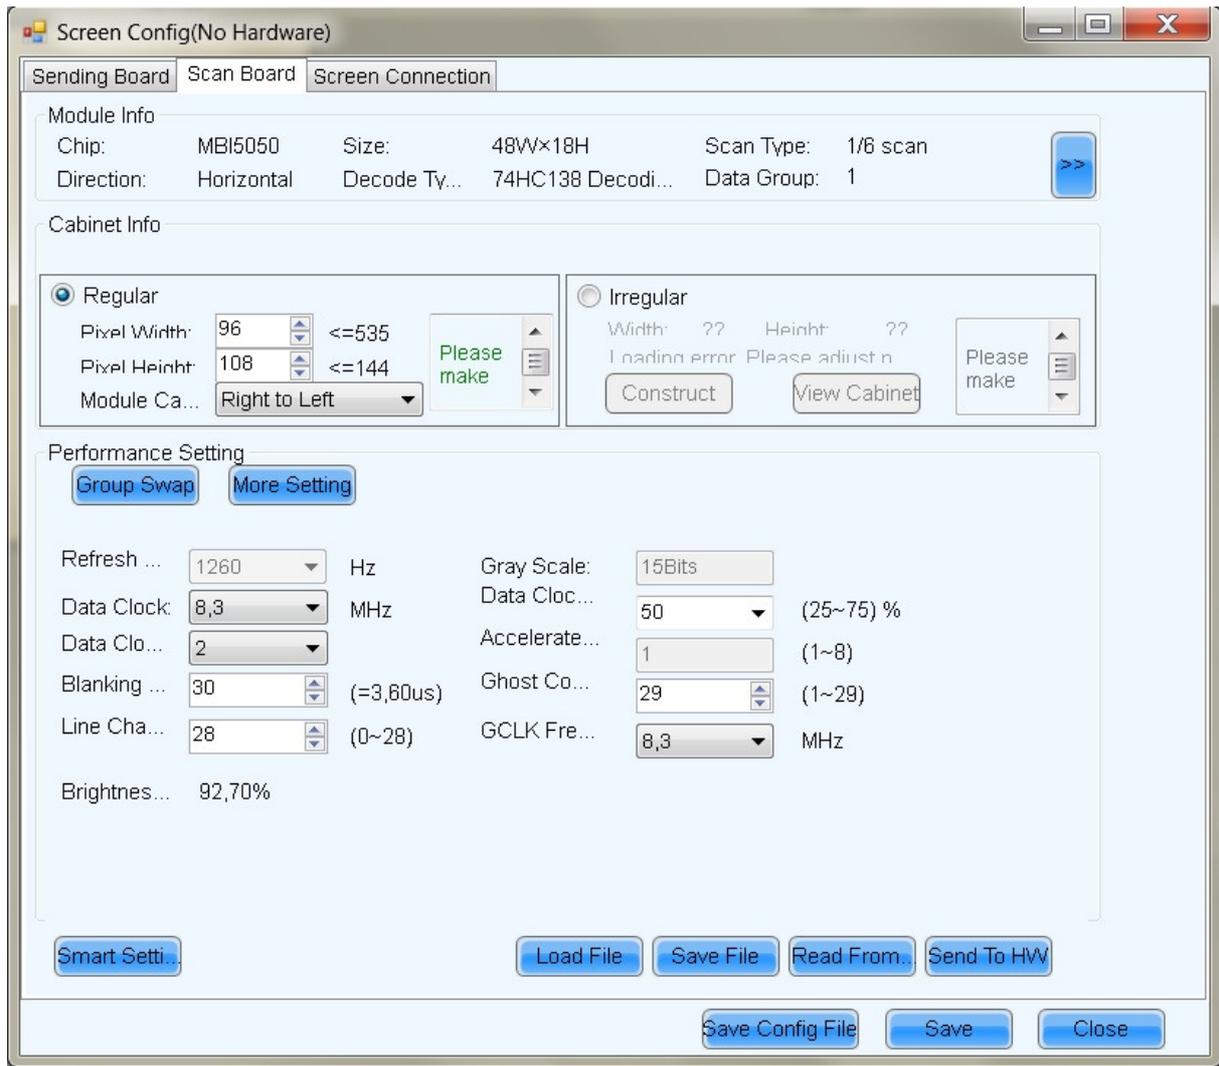 Screen Config(No Hardware)
Sending Board Scan Board Screen Connection
Module Info
Chip: MBI5050 Size: 48W×18H Scan Type: 1/6 scan
Direction: Horizontal Decode Ty... 74HC138 Decodi... Data Group: 1
>>
Cabinet Info
Regular
Pixel Width: 96 <=535
Pixel Height: 108 <=144
Module Ca... Right to Left
Please
make
Irregular
Width: ?? Height: ??
Loading error. Please adjust n
Construct View Cabinet
Please
make
Performance Setting
Group Swap More Setting
Refresh ... 1260 Hz Gray Scale: 15Bits
Data Clock: 8,3 MHz Data Cloc... 50 (25~75) %
Data Clo... 2 Accelerate... 1 (1~8)
Blanking ... 30 (=3,60us) Ghost Co... 29 (1~29)
Line Cha... 28 (0~28) GCLK Fre... 8,3 MHz
Brightnes... 92,70%
Smart Setti... Load File Save File Read From... Send To HW
Save Config File Save Close